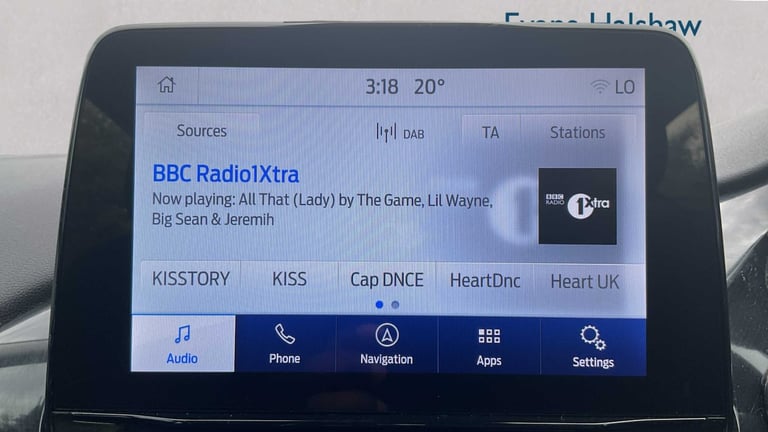 Evans Halshaw
3:18 20° LO
Sources DAB TA Stations
BBC Radio1Xtra
Now playing: All That (Lady) by The Game, Lil Wayne,
Big Sean & Jeremih
BBC RADIO 1Xtra
KISSTORY KISS Cap DNCE HeartDnc Heart UK
Audio Phone Navigation Apps Settings